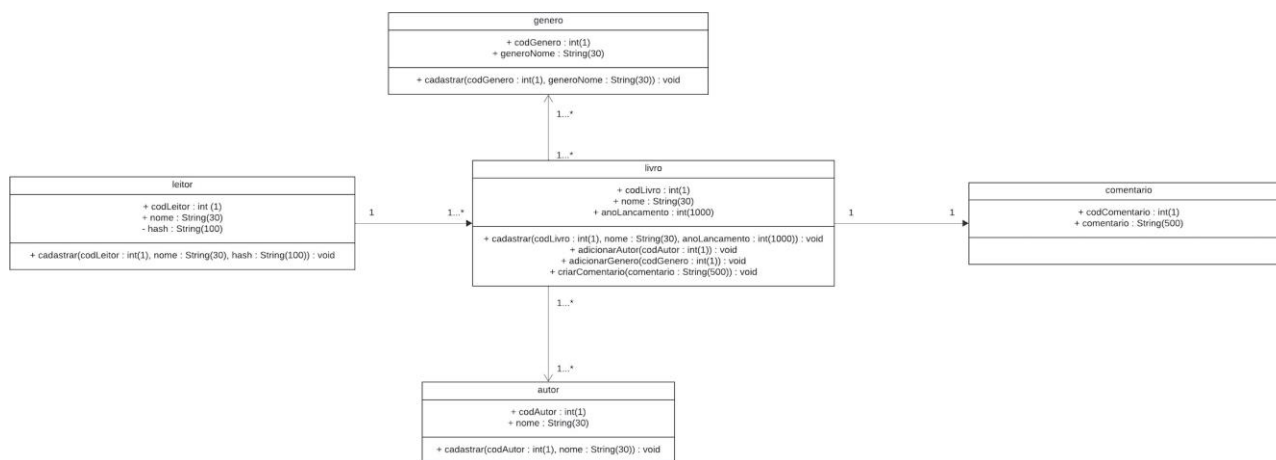 genero
+ codGenero : int(1)
+ generoNome : String(30)
+ cadastrar(codGenero : int(1), generoNome : String(30)) : void
1...*
1...*
leitor
+ codLeitor : int (1)
+ nome : String(30)
- hash : String(100)
+ cadastrar(codLeitor : int(1), nome : String(30), hash : String(100)) : void
1
1...*
livro
+ codLivro : int(1)
+ nome : String(30)
+ anoLancamento : int(1000)
+ cadastrar(codLivro : int(1), nome : String(30), anoLancamento : int(1000)) : void
+ adicionarAutor(codAutor : int(1)) : void
+ adicionarGenero(codGenero : int(1)) : void
+ criarComentario(comentario : String(500)) : void
1
1
comentario
+ codComentario : int(1)
+ comentario : String(500)
1...*
1...*
autor
+ codAutor : int(1)
+ nome : String(30)
+ cadastrar(codAutor : int(1), nome : String(30)) : void